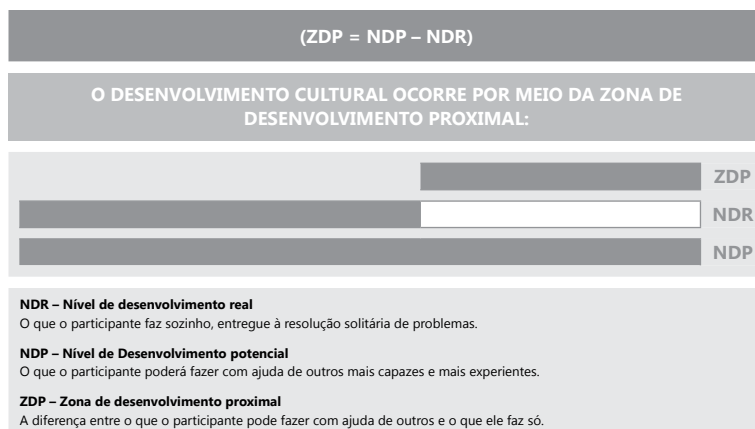 (ZDP = NDP – NDR)
O DESENVOLVIMENTO CULTURAL OCORRE POR MEIO DA ZONA DE
DESENVOLVIMENTO PROXIMAL:
ZDP
NDR
NDP
NDR – Nível de desenvolvimento real
O que o participante faz sozinho, entregue à resolução solitária de problemas.
NDP – Nível de Desenvolvimento potencial
O que o participante poderá fazer com ajuda de outros mais capazes e mais experientes.
ZDP – Zona de desenvolvimento proximal
A diferença entre o que o participante pode fazer com ajuda de outros e o que ele faz só.